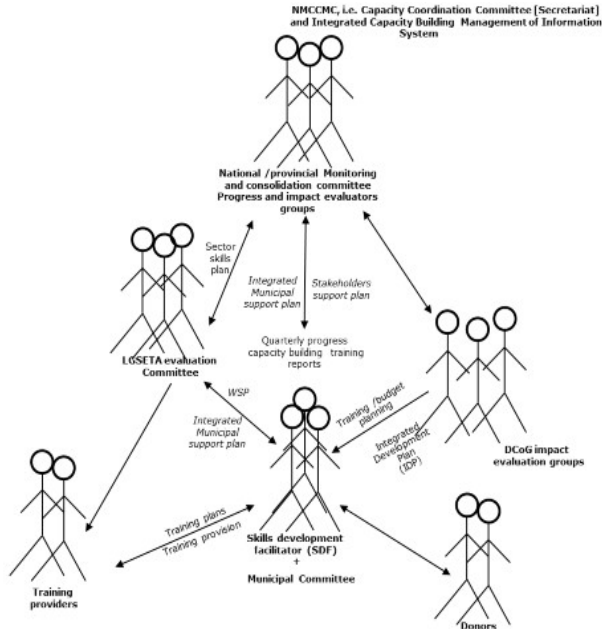 NMCCMC, i.e. Capacity Coordination Committee [Secretariat]
and Integrated Capacity Building Management of Information
System
National /provincial Monitoring
and consolidation committee
Progress and impact evaluators
groups
Sector
skills
plan
Integrated
Municipal
support plan
Stakeholders
support plan
Quarterly progress
capacity building training
reports
LGSETA evaluation
Committee
WSP
Integrated
Municipal
support plan
Training /budget
planning
Integrated
Development
Plan
(IDP)
DCoG impact
evaluation groups
Training plans
Training provision
Skills development
facilitator (SDF)
+
Municipal Committee
Training
providers
Donors